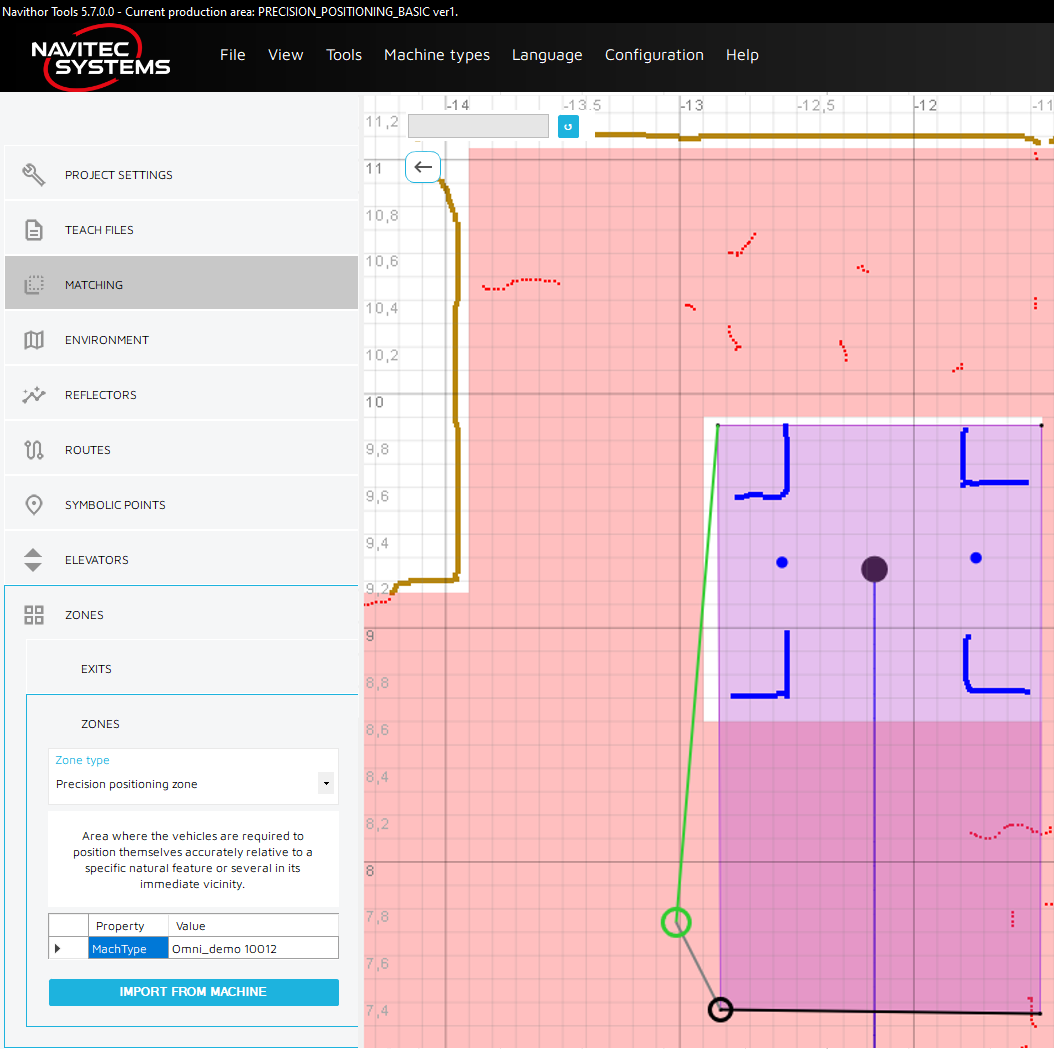 Navithor Tools 5.7.0.0 - Current production area: PRECISION_POSITIONING_BASIC ver1.
NAVITEC
SYSTEMS
File View Tools Machine types Language Configuration Help
-14 -13.5 -13 -12,5 -12 -11
11,2
11
PROJECT SETTINGS
10,8
TEACH FILES
10,6
MATCHING
10,4
ENVIRONMENT
10,2
REFLECTORS
10
ROUTES
9,8
SYMBOLIC POINTS
9,6
ELEVATORS
9,4
9,2
ZONES
9
EXITS
8,8
ZONES
8,6
Zone type
Precision positioning zone
8,4
Area where the vehicles are required to
position themselves accurately relative to a
specific natural feature or several in its
immediate vicinity.
8,2
8
7,8
Property Value
MachType Omni_demo 10012
7,6
IMPORT FROM MACHINE
7,4